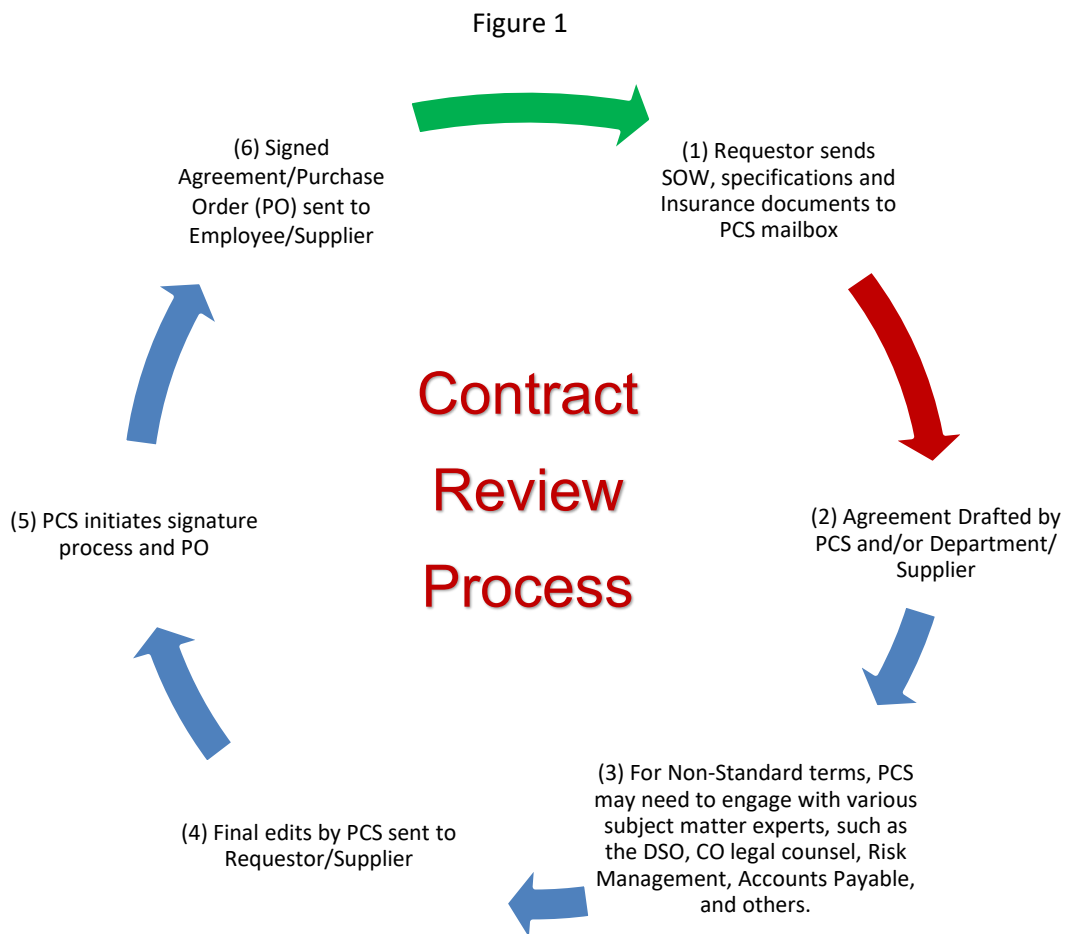 Figure 1
(1) Requestor sends
SOW, specifications and
Insurance documents to
PCS mailbox
(2) Agreement Drafted by
PCS and/or Department/
Supplier
(3) For Non-Standard terms, PCS
may need to engage with various
subject matter experts, such as
the DSO, CO legal counsel, Risk
Management, Accounts Payable,
and others.
(4) Final edits by PCS sent to
Requestor/Supplier
(5) PCS initiates signature
process and PO
(6) Signed
Agreement/Purchase
Order (PO) sent to
Employee/Supplier
Contract
Review
Process